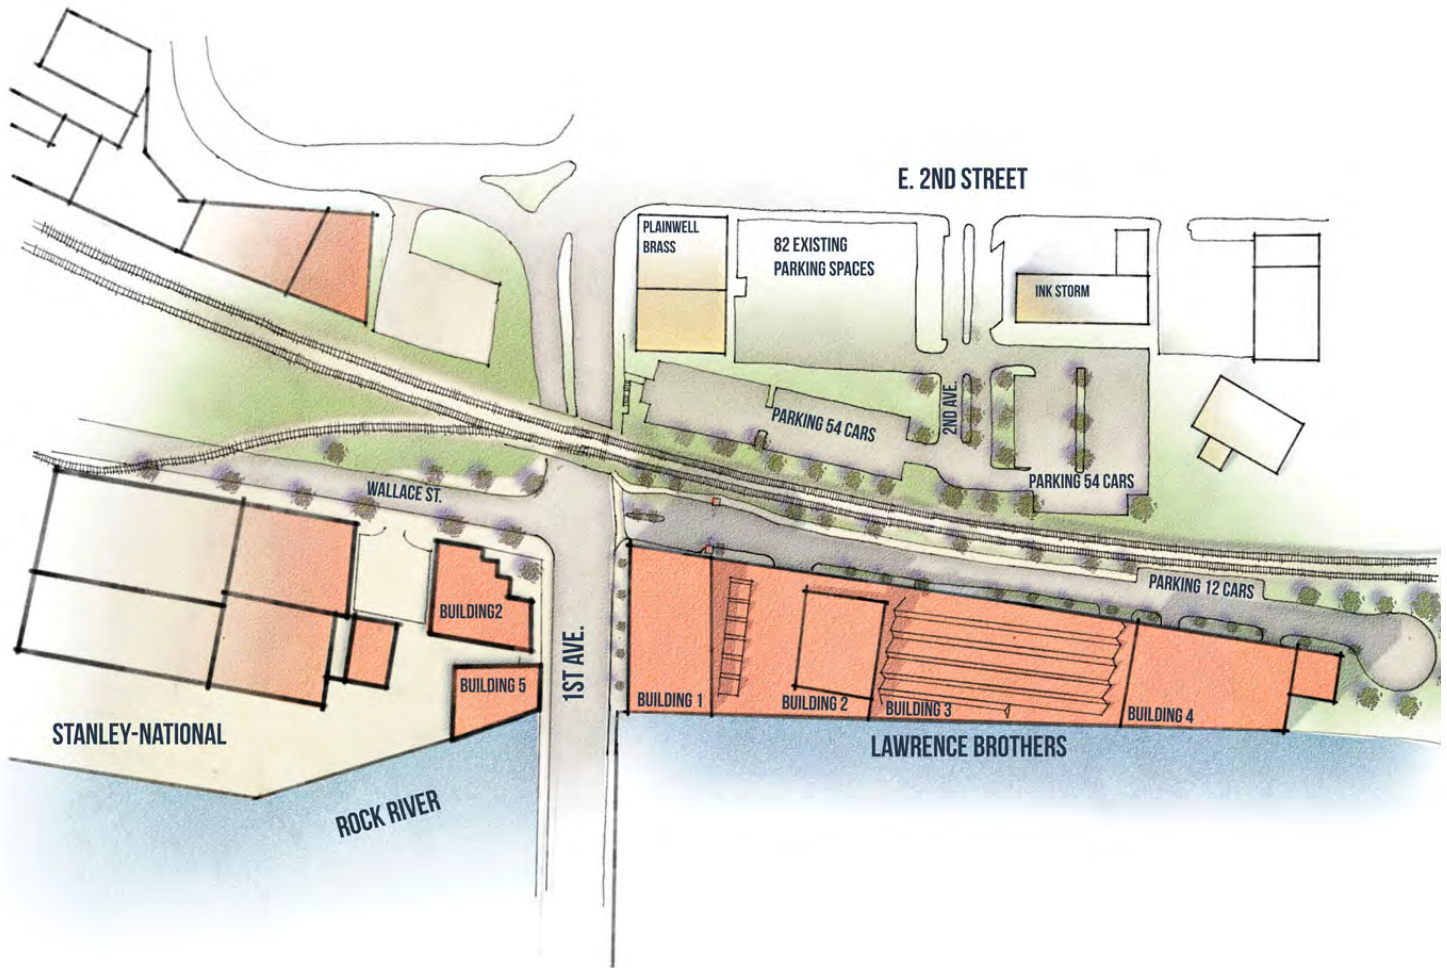 E. 2ND STREET
PLAINWELL
BRASS
82 EXISTING
PARKING SPACES
INK STORM
2ND AVE.
PARKING 54 CARS
PARKING 54 CARS
WALLACE ST.
PARKING 12 CARS
BUILDING2
BUILDING 5
1ST AVE.
BUILDING 1
BUILDING 2
BUILDING 3
BUILDING 4
STANLEY-NATIONAL
LAWRENCE BROTHERS
ROCK RIVER